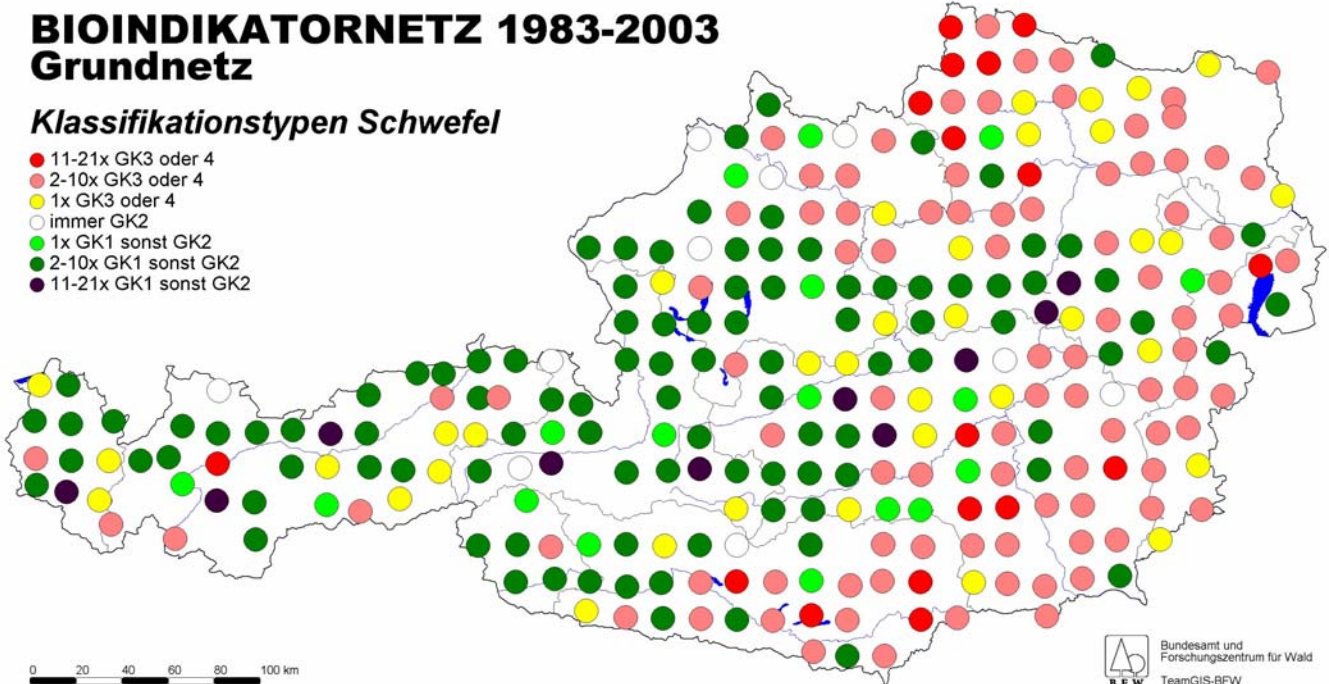 BIOINDIKATORNETZ 1983-2003
Grundnetz
Klassifikationstypen Schwefel
11-21x GK3 oder 4
2-10x GK3 oder 4
1x GK3 oder 4
immer GK2
1x GK1 sonst GK2
2-10x GK1 sonst GK2
11-21x GK1 sonst GK2
0 20 40 60 80 100 km
Bundesamt und
Forschungszentrum für Wald
BFW TeamGIS-BFW